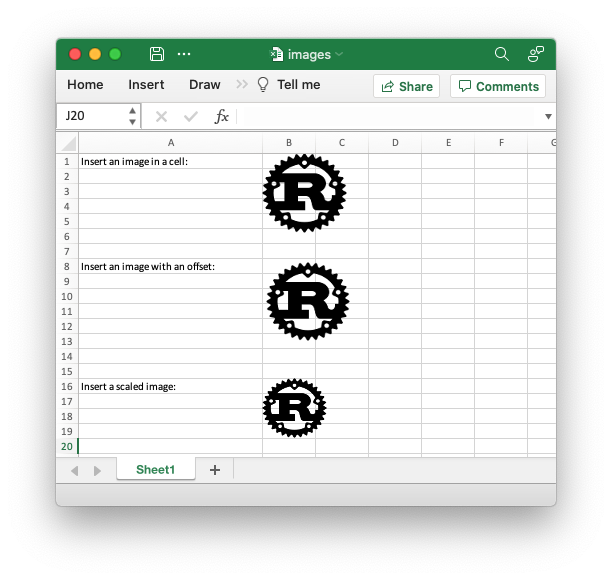 images
Home Insert Draw Tell me Share Comments
J20 fx
A B C D E F G
1 Insert an image in a cell: R
2
3
4
5
6
7
8 Insert an image with an offset:
9
10
11 R
12
13
14
15
16 Insert a scaled image:
17
18 R
19
20
Sheet1 +